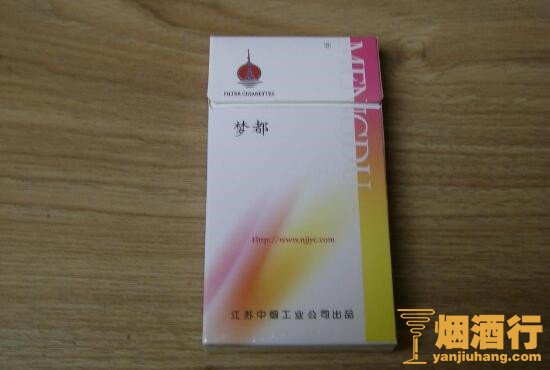 FILTER CIGARETTES
MENGDU
梦都
Http://www.njjyc.com
江苏中烟工业公司出品
烟酒行
yanjiuhang.com